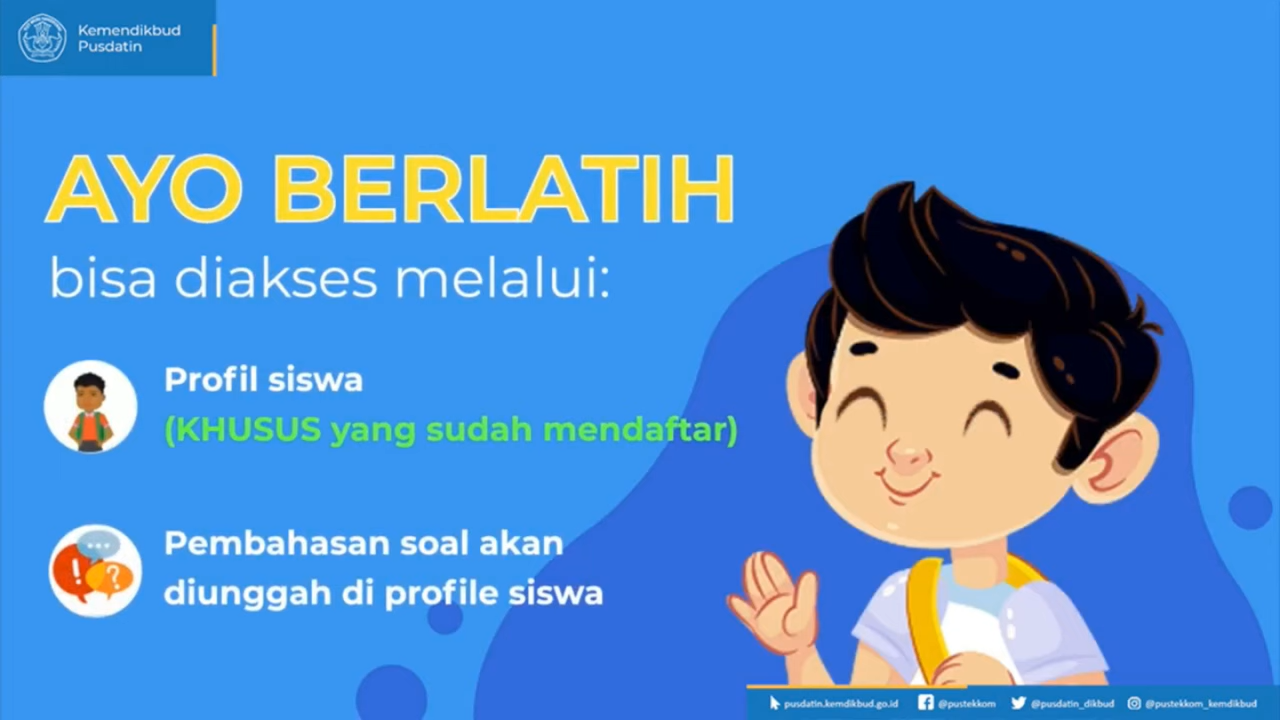 Kemendikbud
Pusdatin
AYO BERLATIH
bisa diakses melalui:
Profil siswa
(KHUSUS yang sudah mendaftar)
Pembahasan soal akan
diunggah di profile siswa
pusdatin.kemdikbud.go.id @pustekkom @pusdatin_dikbud @pustekkom_kemdikbud